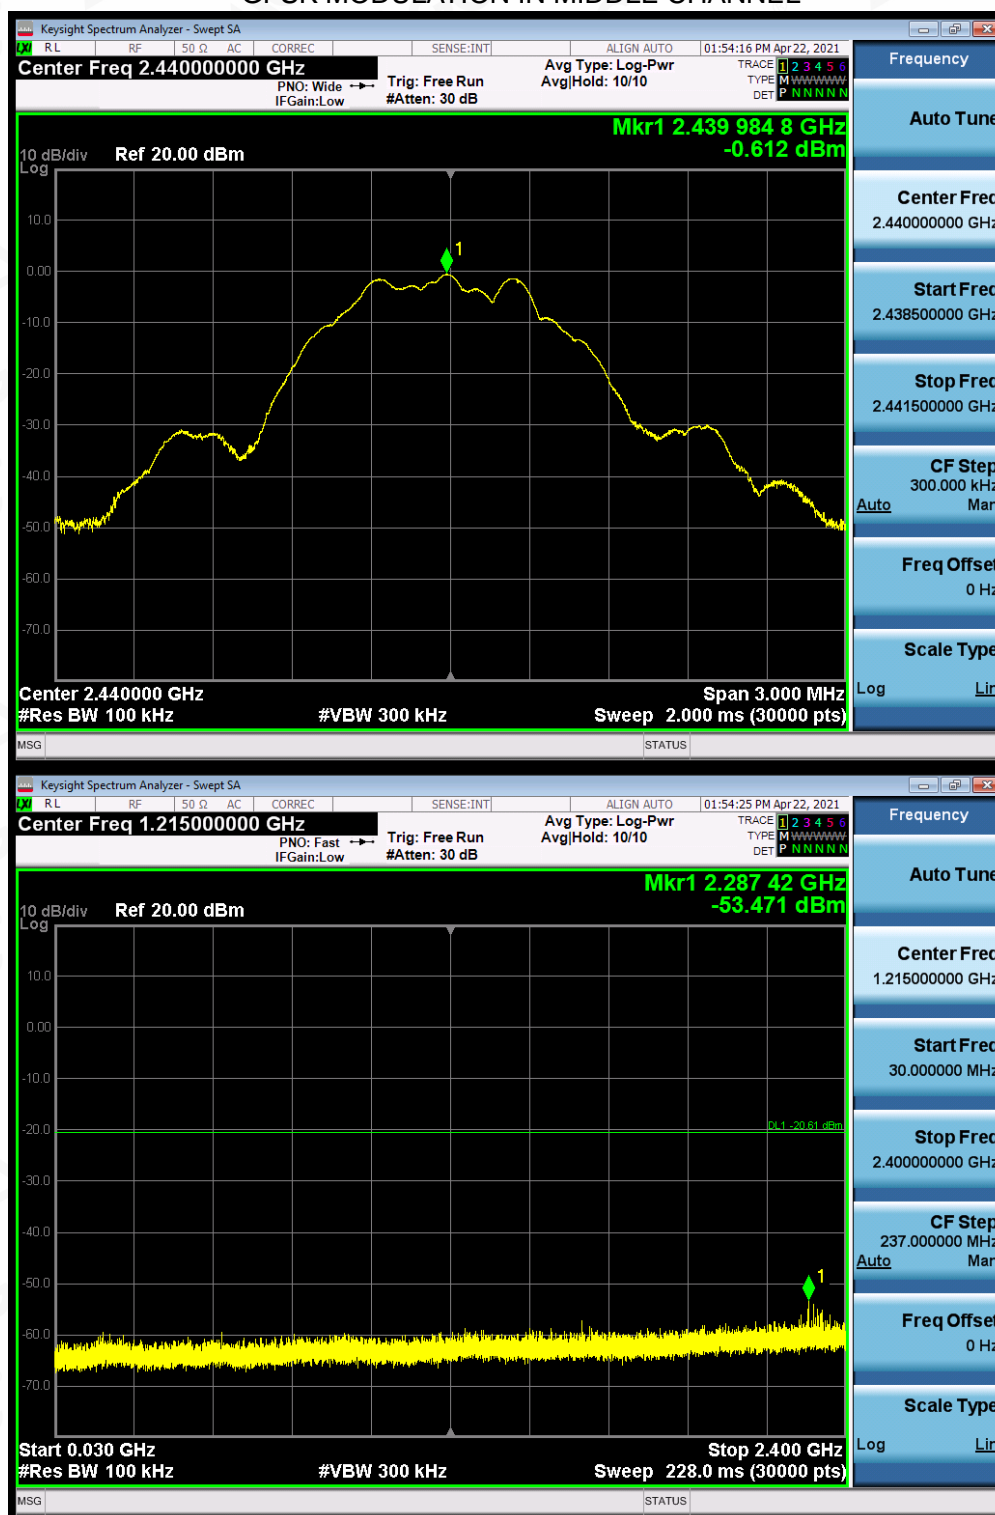 GFSK MODULATION IN MIDDLE CHANNEL
Keysight Spectrum Analyzer - Swept SA
LXI RL RF 50 Ω AC CORREC SENSE:INT ALIGN AUTO 01:54:16 PM Apr 22, 2021
Center Freq 2.440000000 GHz
PNO: Wide
IFGain:Low
Trig: Free Run
#Atten: 30 dB
Avg Type: Log-Pwr
Avg|Hold: 10/10
TRACE 1 2 3 4 5 6
TYPE M
DET P N N N N N
Mkr1 2.439 984 8 GHz
-0.612 dBm
10 dB/div Ref 20.00 dBm
Log
10.0
0.00
-10.0
-20.0
-30.0
-40.0
-50.0
-60.0
-70.0
1
Center 2.440000 GHz Span 3.000 MHz
#Res BW 100 kHz #VBW 300 kHz Sweep 2.000 ms (30000 pts)
MSG STATUS
Frequency
Auto Tune
Center Freq
2.440000000 GHz
Start Freq
2.438500000 GHz
Stop Freq
2.441500000 GHz
CF Step
300.000 kHz
Auto Man
Freq Offset
0 Hz
Scale Type
Log Lin
Keysight Spectrum Analyzer - Swept SA
LXI RL RF 50 Ω AC CORREC SENSE:INT ALIGN AUTO 01:54:25 PM Apr 22, 2021
Center Freq 1.215000000 GHz
PNO: Fast
IFGain:Low
Trig: Free Run
#Atten: 30 dB
Avg Type: Log-Pwr
Avg|Hold: 10/10
TRACE 1 2 3 4 5 6
TYPE M
DET P N N N N N
Mkr1 2.287 42 GHz
-53.471 dBm
10 dB/div Ref 20.00 dBm
Log
10.0
0.00
-10.0
-20.0
-30.0
-40.0
-50.0
-60.0
-70.0
DL1 -20.61 dBm
1
Start 0.030 GHz Stop 2.400 GHz
#Res BW 100 kHz #VBW 300 kHz Sweep 228.0 ms (30000 pts)
MSG STATUS
Frequency
Auto Tune
Center Freq
1.215000000 GHz
Start Freq
30.000000 MHz
Stop Freq
2.400000000 GHz
CF Step
237.000000 MHz
Auto Man
Freq Offset
0 Hz
Scale Type
Log Lin